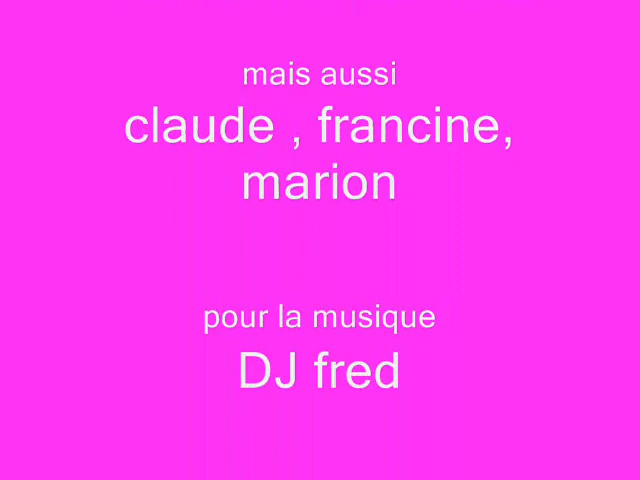 mais aussi
claude , francine,
marion
pour la musique
DJ fred